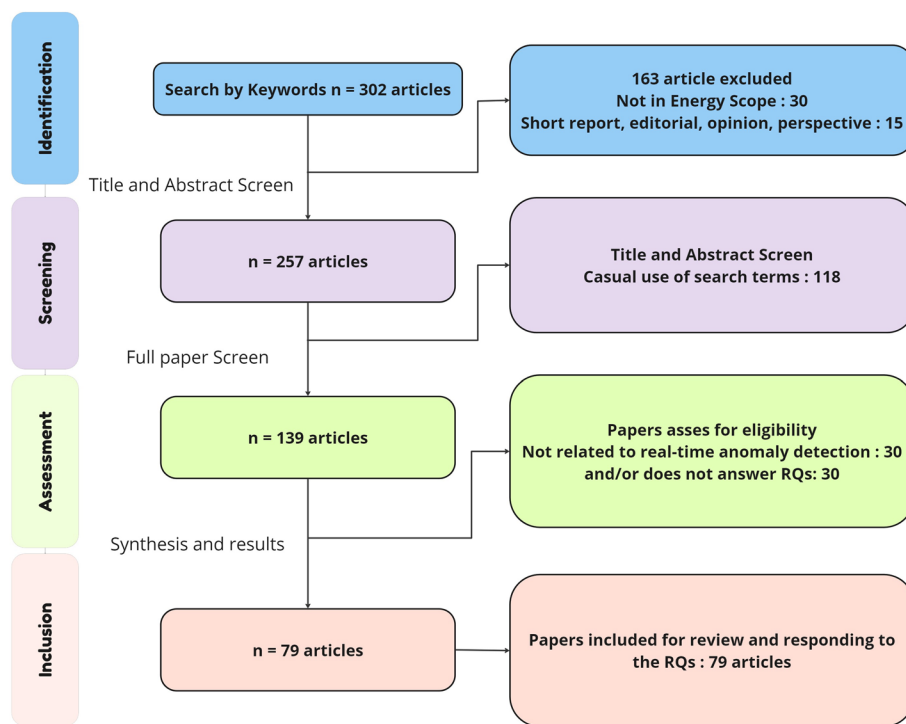 Identification
Search by Keywords n = 302 articles
163 article excluded
Not in Energy Scope : 30
Short report, editorial, opinion, perspective : 15
Title and Abstract Screen
Screening
n = 257 articles
Title and Abstract Screen
Casual use of search terms : 118
Full paper Screen
Assessment
n = 139 articles
Papers asses for eligibility
Not related to real-time anomaly detection : 30
and/or does not answer RQs: 30
Synthesis and results
Inclusion
n = 79 articles
Papers included for review and responding to
the RQs : 79 articles